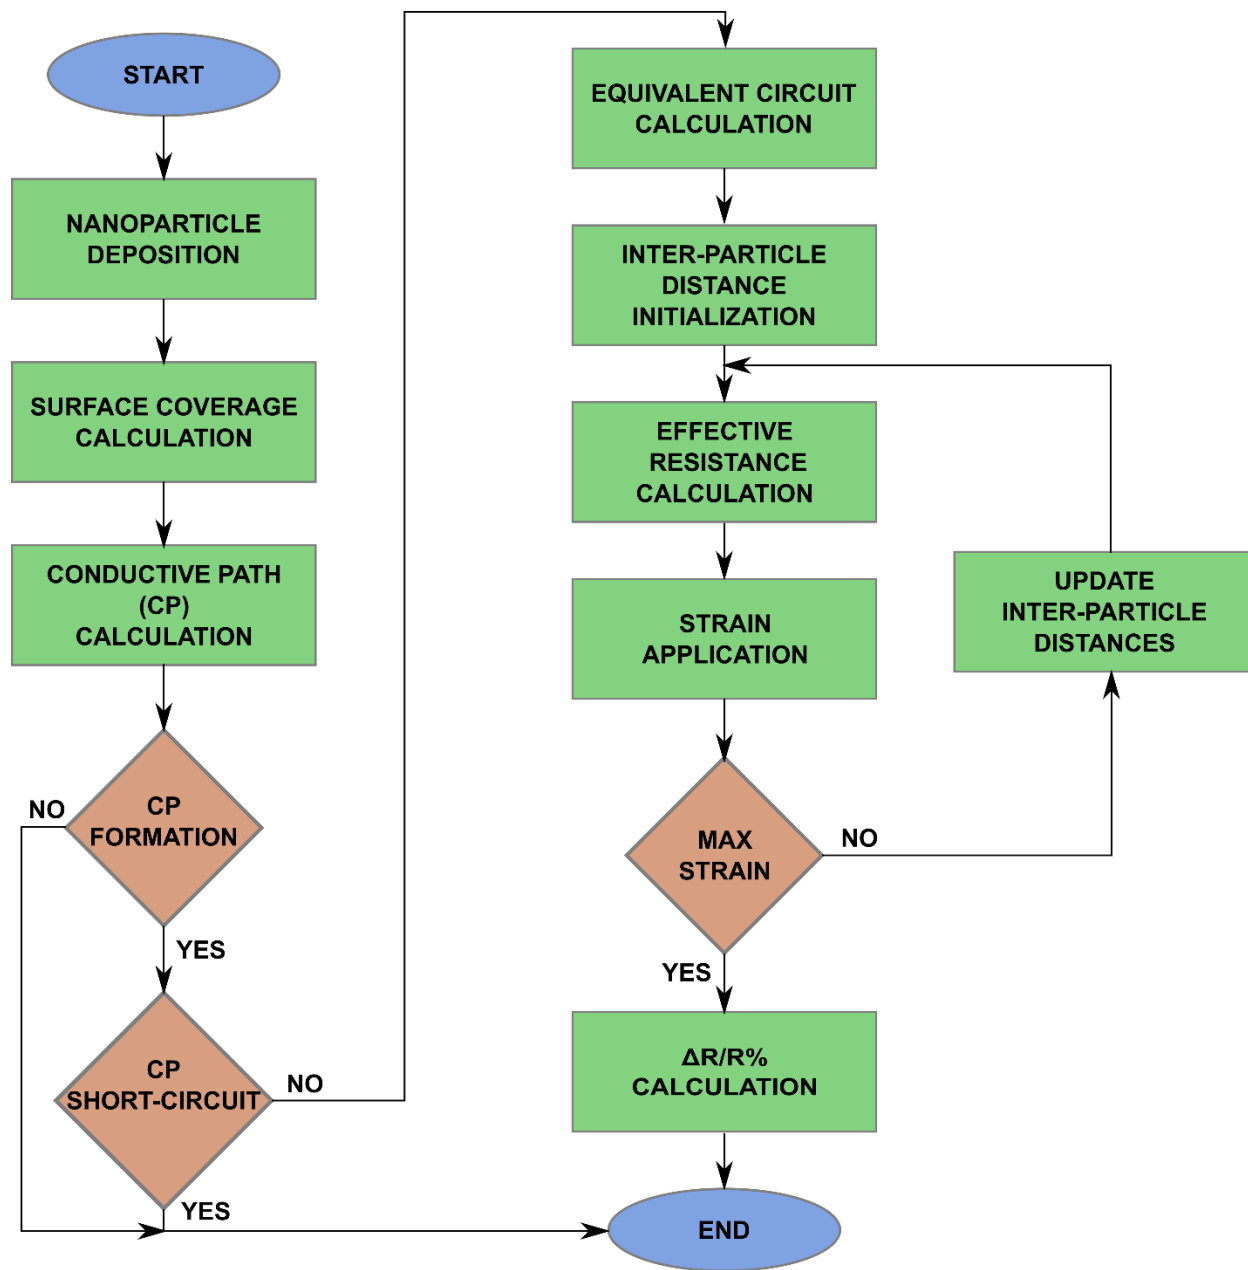 START
NANOPARTICLE
DEPOSITION
SURFACE COVERAGE
CALCULATION
CONDUCTIVE PATH
(CP)
CALCULATION
CP
FORMATION
NO
YES
CP
SHORT-CIRCUIT
NO
YES
EQUIVALENT CIRCUIT
CALCULATION
INTER-PARTICLE
DISTANCE
INITIALIZATION
EFFECTIVE
RESISTANCE
CALCULATION
STRAIN
APPLICATION
MAX
STRAIN
NO
UPDATE
INTER-PARTICLE
DISTANCES
YES
ΔR/R%
CALCULATION
END